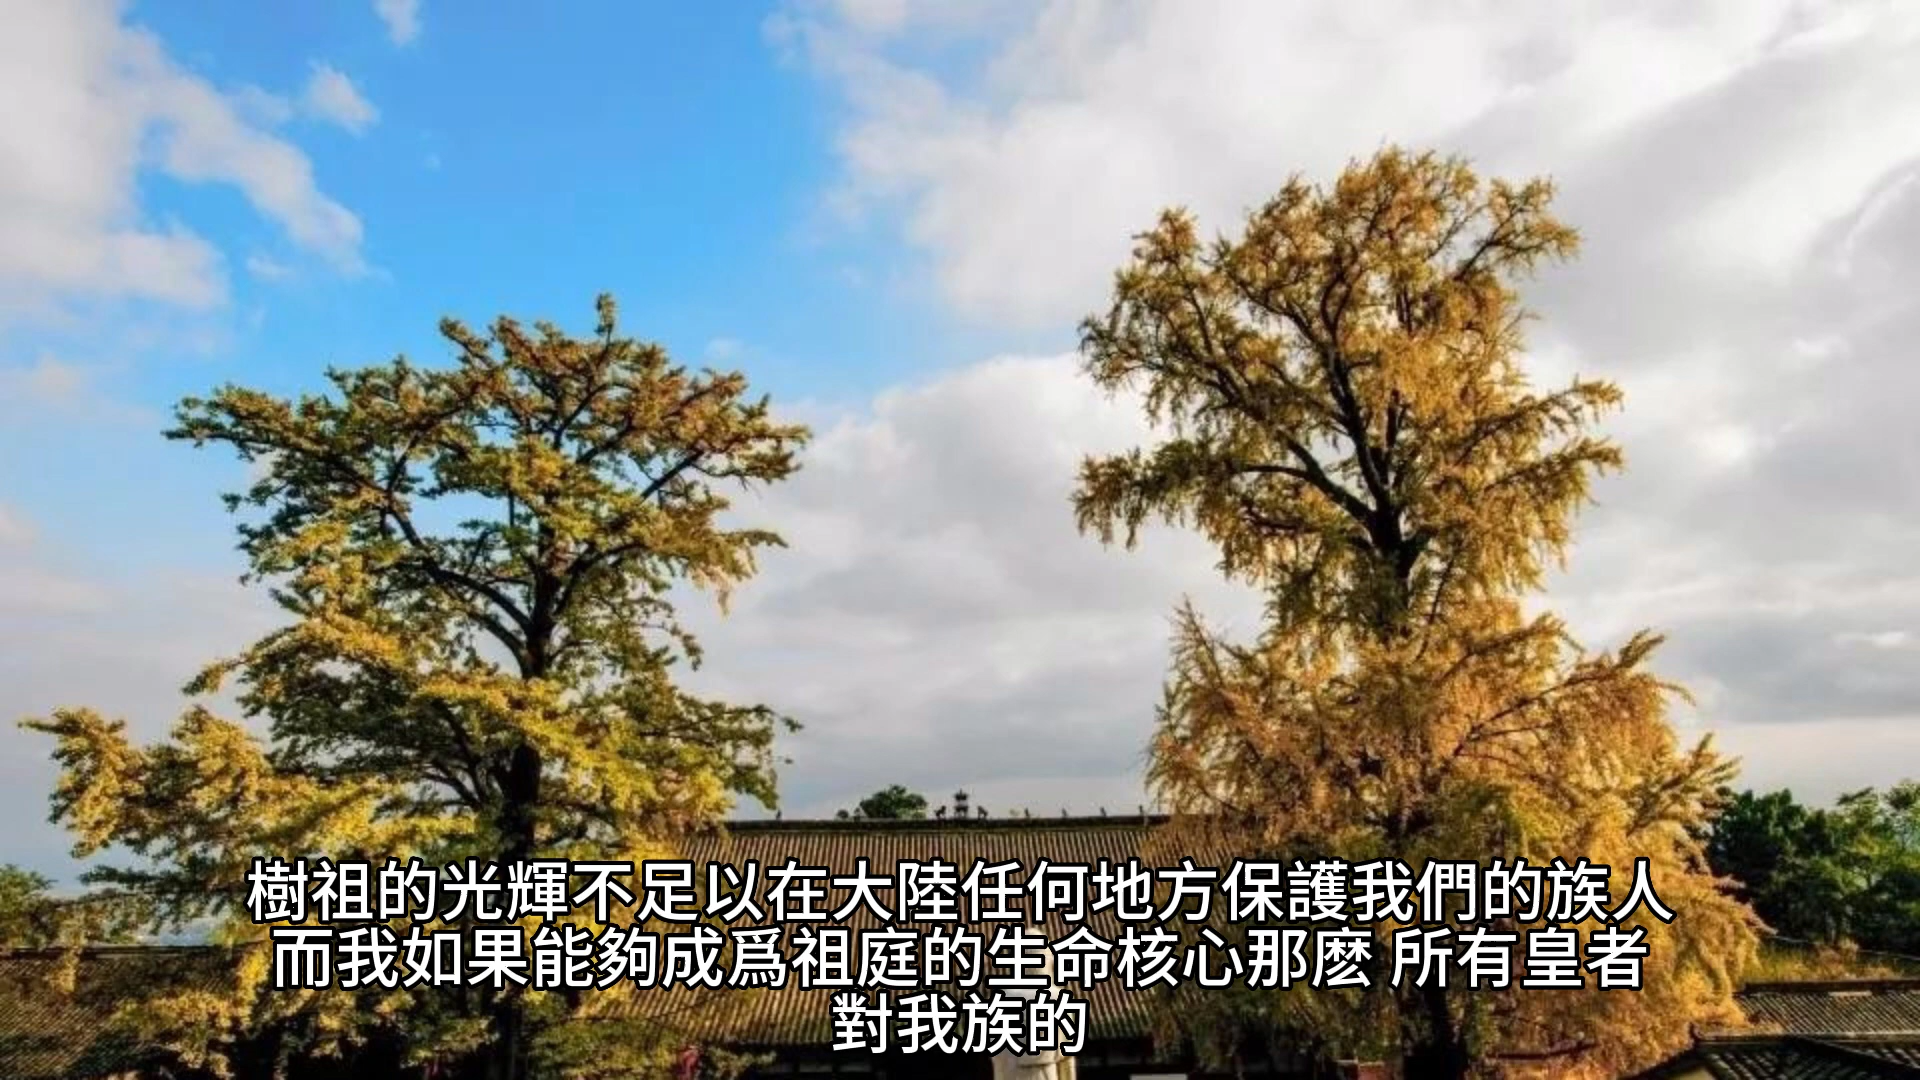 樹祖的光輝不足以在大陸任何地方保護我們的族人
而我如果能夠成爲祖庭的生命核心那麽 所有皇者
對我族的